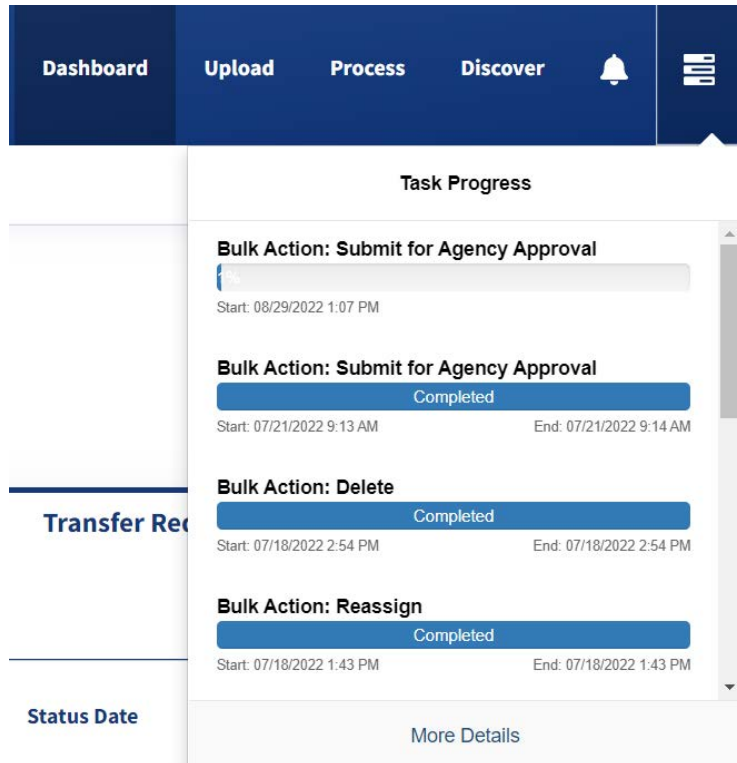 Dashboard Upload Process Discover
Task Progress
Bulk Action: Submit for Agency Approval
1%
Start: 08/29/2022 1:07 PM
Bulk Action: Submit for Agency Approval
Completed
Start: 07/21/2022 9:13 AM End: 07/21/2022 9:14 AM
Bulk Action: Delete
Completed
Start: 07/18/2022 2:54 PM End: 07/18/2022 2:54 PM
Transfer Rec
Bulk Action: Reassign
Completed
Start: 07/18/2022 1:43 PM End: 07/18/2022 1:43 PM
Status Date
More Details